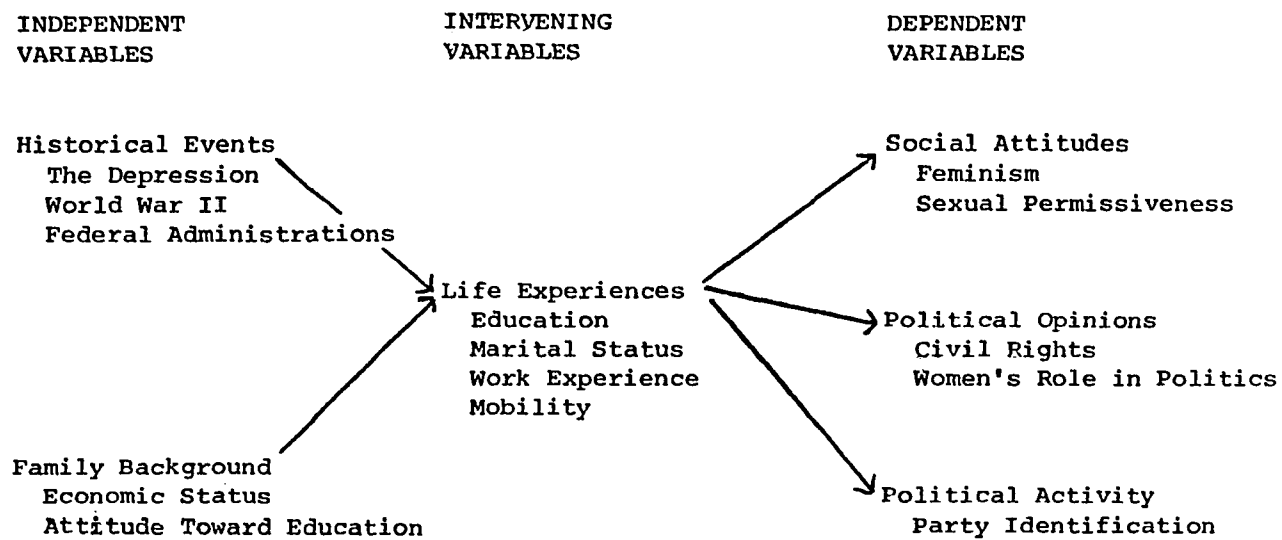 INDEPENDENT VARIABLES
INTERVENING VARIABLES
DEPENDENT VARIABLES
Historical Events
The Depression
World War II
Federal Administrations
Family Background
Economic Status
Attitude Toward Education
Life Experiences
Education
Marital Status
Work Experience
Mobility
Social Attitudes
Feminism
Sexual Permissiveness
Political Opinions
Civil Rights
Women's Role in Politics
Political Activity
Party Identification